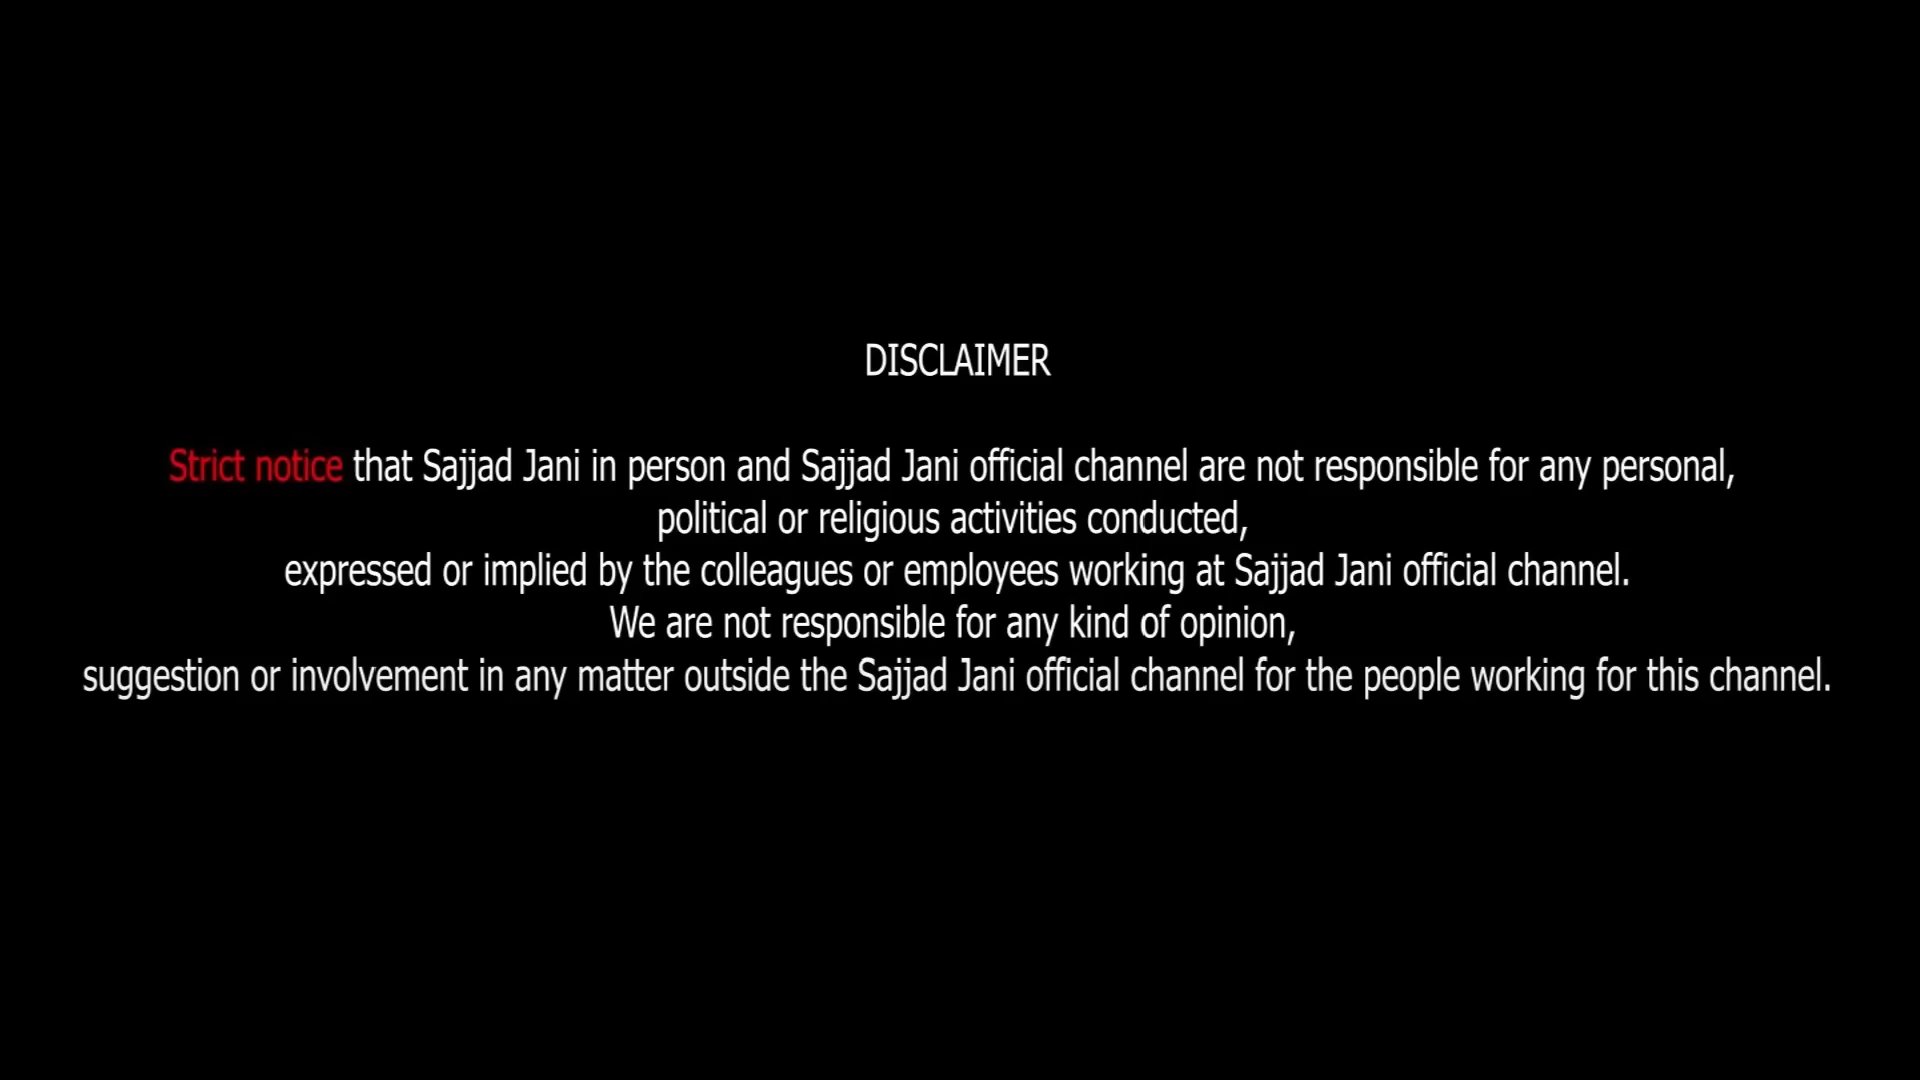 DISCLAIMER
Strict notice that Sajjad Jani in person and Sajjad Jani official channel are not responsible for any personal,
political or religious activities conducted,
expressed or implied by the colleagues or employees working at Sajjad Jani official channel.
We are not responsible for any kind of opinion,
suggestion or involvement in any matter outside the Sajjad Jani official channel for the people working for this channel.